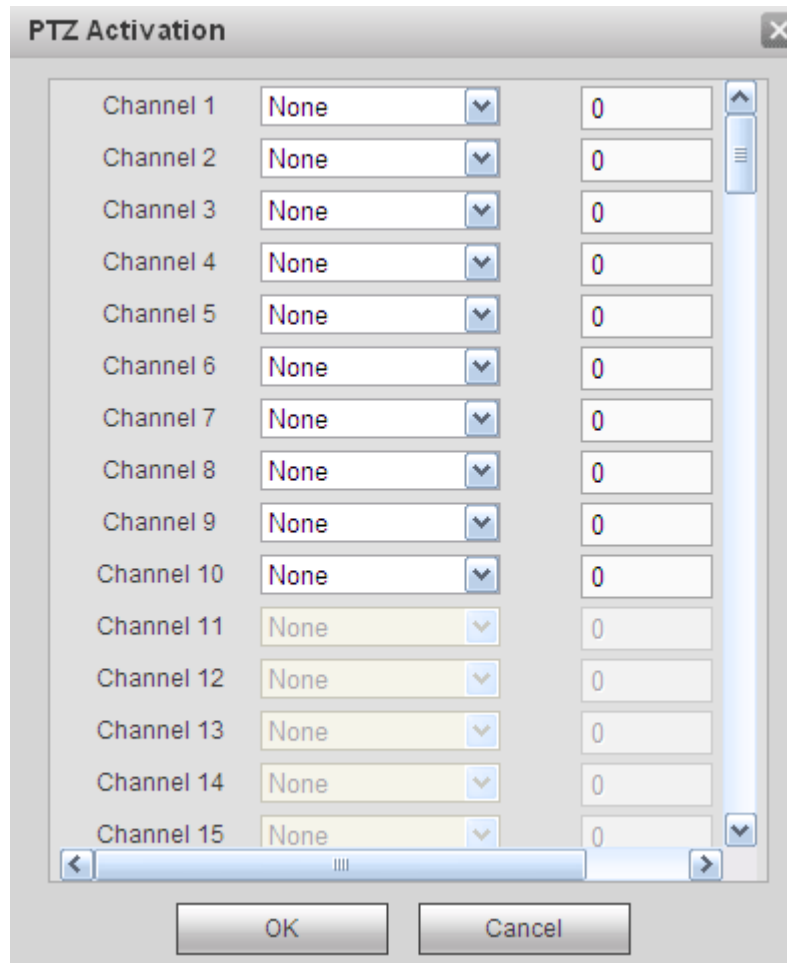 PTZ Activation
Channel 1 None 0
Channel 2 None 0
Channel 3 None 0
Channel 4 None 0
Channel 5 None 0
Channel 6 None 0
Channel 7 None 0
Channel 8 None 0
Channel 9 None 0
Channel 10 None 0
Channel 11 None 0
Channel 12 None 0
Channel 13 None 0
Channel 14 None 0
Channel 15 None 0
OK Cancel